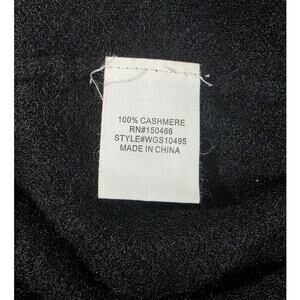 100% CASHMERE
RN#150466
STYLE#WGS10495
MADE IN CHINA